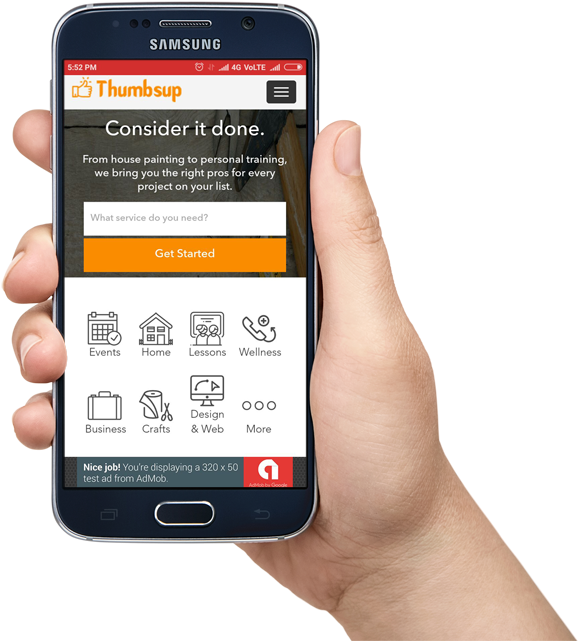 SAMSUNG
5:52 PM 4G VoLTE
Thumbsup
Consider it done.
From house painting to personal training,
we bring you the right pros for every
project on your list.
What service do you need?
Get Started
Events Home Lessons Wellness
Business Crafts Design
& Web More
Nice job! You're displaying a 320 x 50
test ad from AdMob.
AdMob by Google